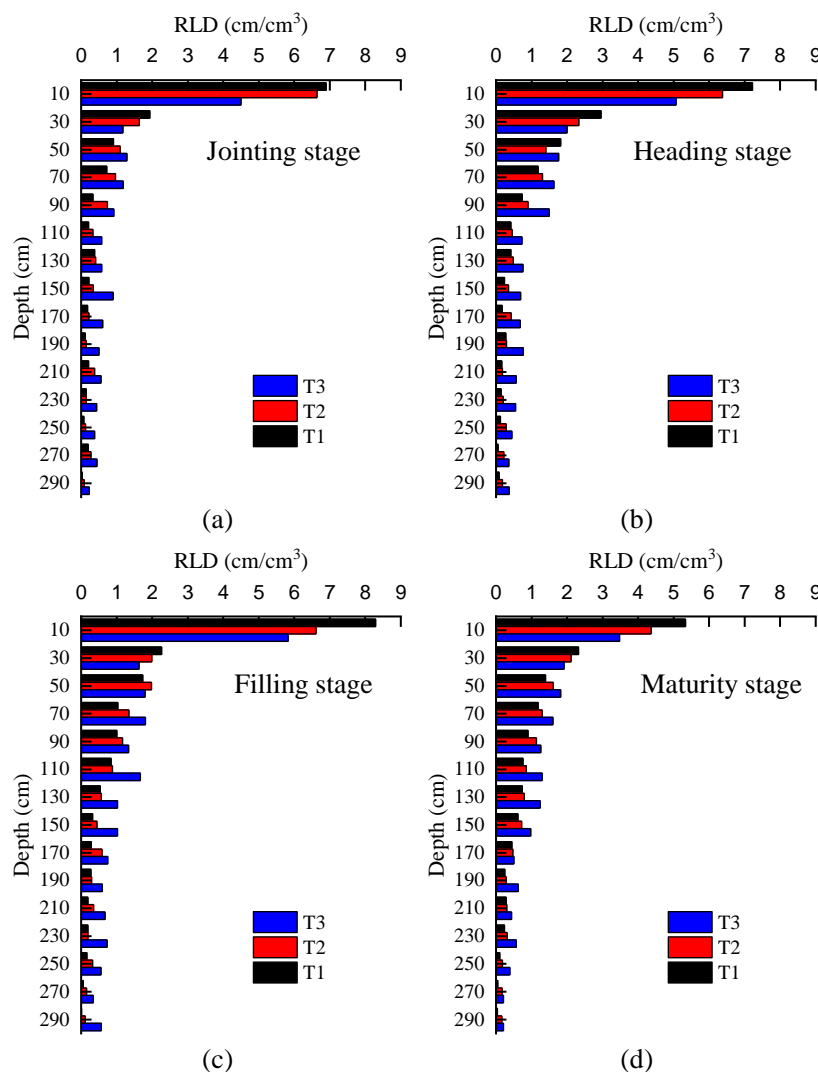 RLD (cm/cm³)
0 1 2 3 4 5 6 7 8 9
10
30
50
70
90
110
130
150
170
190
210
230
250
270
290
Depth (cm)
Jointing stage
T3
T2
T1
(a)
RLD (cm/cm³)
0 1 2 3 4 5 6 7 8 9
10
30
50
70
90
110
130
150
170
190
210
230
250
270
290
Depth (cm)
Heading stage
T3
T2
T1
(b)
RLD (cm/cm³)
0 1 2 3 4 5 6 7 8 9
10
30
50
70
90
110
130
150
170
190
210
230
250
270
290
Depth (cm)
Filling stage
T3
T2
T1
(c)
RLD (cm/cm³)
0 1 2 3 4 5 6 7 8 9
10
30
50
70
90
110
130
150
170
190
210
230
250
270
290
Depth (cm)
Maturity stage
T3
T2
T1
(d)